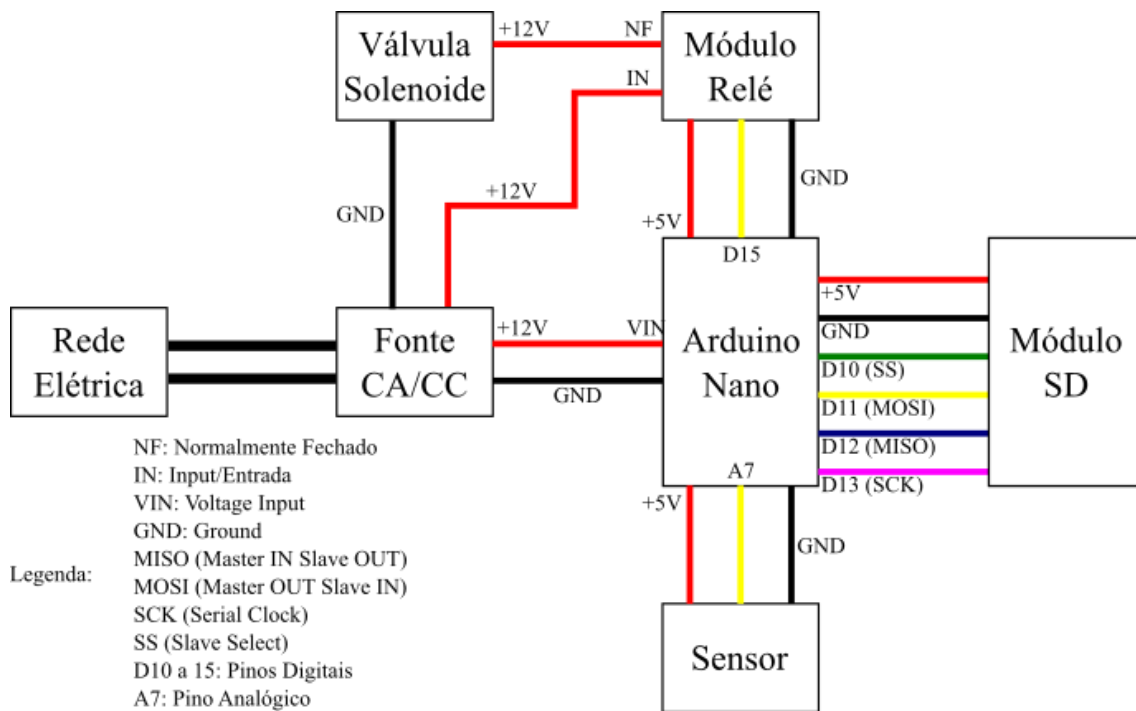 +12V
NF
Válvula
Solenoide
Módulo
Relé
IN
+12V
GND
GND
+5V
D15
+5V
GND
D10 (SS)
D11 (MOSI)
D12 (MISO)
D13 (SCK)
Módulo
SD
Rede
Elétrica
Fonte
CA/CC
+12V
VIN
GND
Arduino
Nano
A7
+5V
GND
Sensor
Legenda:
NF: Normalmente Fechado
IN: Input/Entrada
VIN: Voltage Input
GND: Ground
MISO (Master IN Slave OUT)
MOSI (Master OUT Slave IN)
SCK (Serial Clock)
SS (Slave Select)
D10 a 15: Pinos Digitais
A7: Pino Analógico